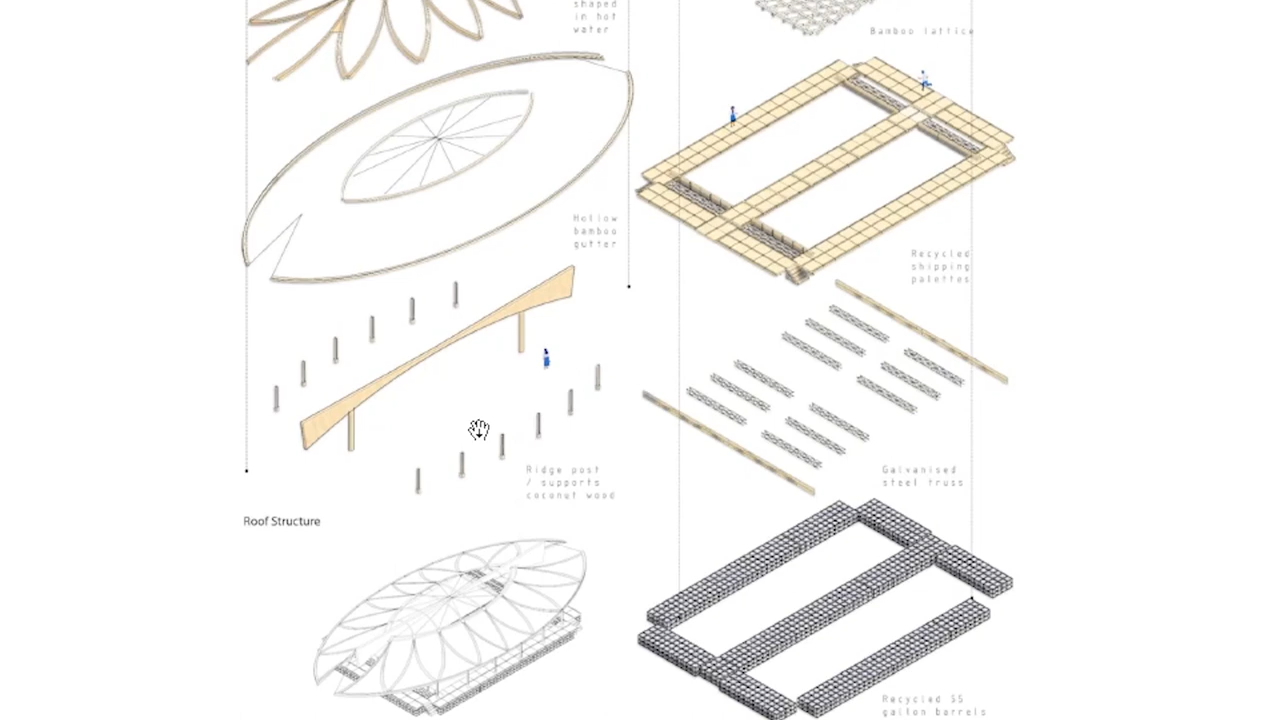 shaped
in hot
water
Bamboo lattice
Hollow
bamboo
gutter
Recycled
shipping
palettes
Ridge post
/ supports
coconut wood
Galvanised
steel truss
Roof Structure
Recycled 55
gallon barrels